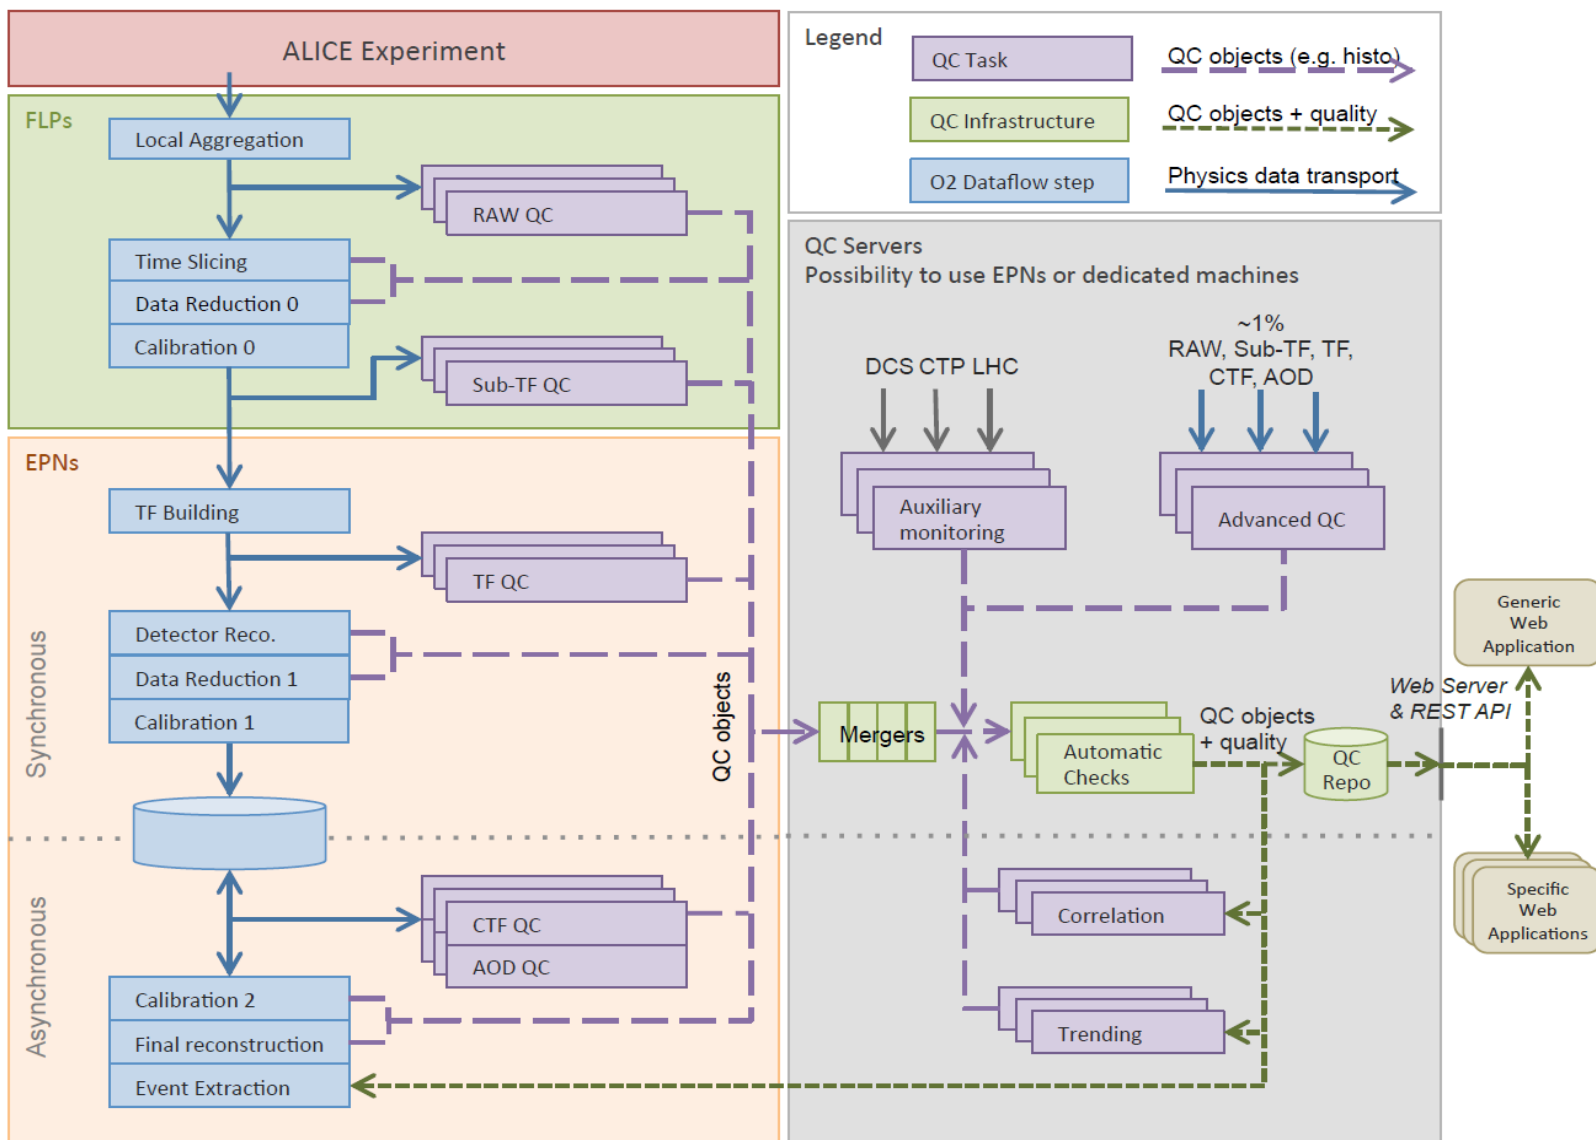 ALICE Experiment
FLPs
Local Aggregation
RAW QC
Time Slicing
Data Reduction 0
Calibration 0
Sub-TF QC
EPNs
TF Building
TF QC
Synchronous
Detector Reco.
Data Reduction 1
Calibration 1
QC objects
Asynchronous
CTF QC
AOD QC
Calibration 2
Final reconstruction
Event Extraction
Legend
QC Task
QC objects (e.g. histo)
QC Infrastructure
QC objects + quality
O2 Dataflow step
Physics data transport
QC Servers
Possibility to use EPNs or dedicated machines
DCS CTP LHC
~1%
RAW, Sub-TF, TF,
CTF, AOD
Auxiliary
monitoring
Advanced QC
Mergers
Automatic
Checks
QC objects
+ quality
QC
Repo
Web Server
& REST API
Generic
Web
Application
Specific
Web
Applications
Correlation
Trending